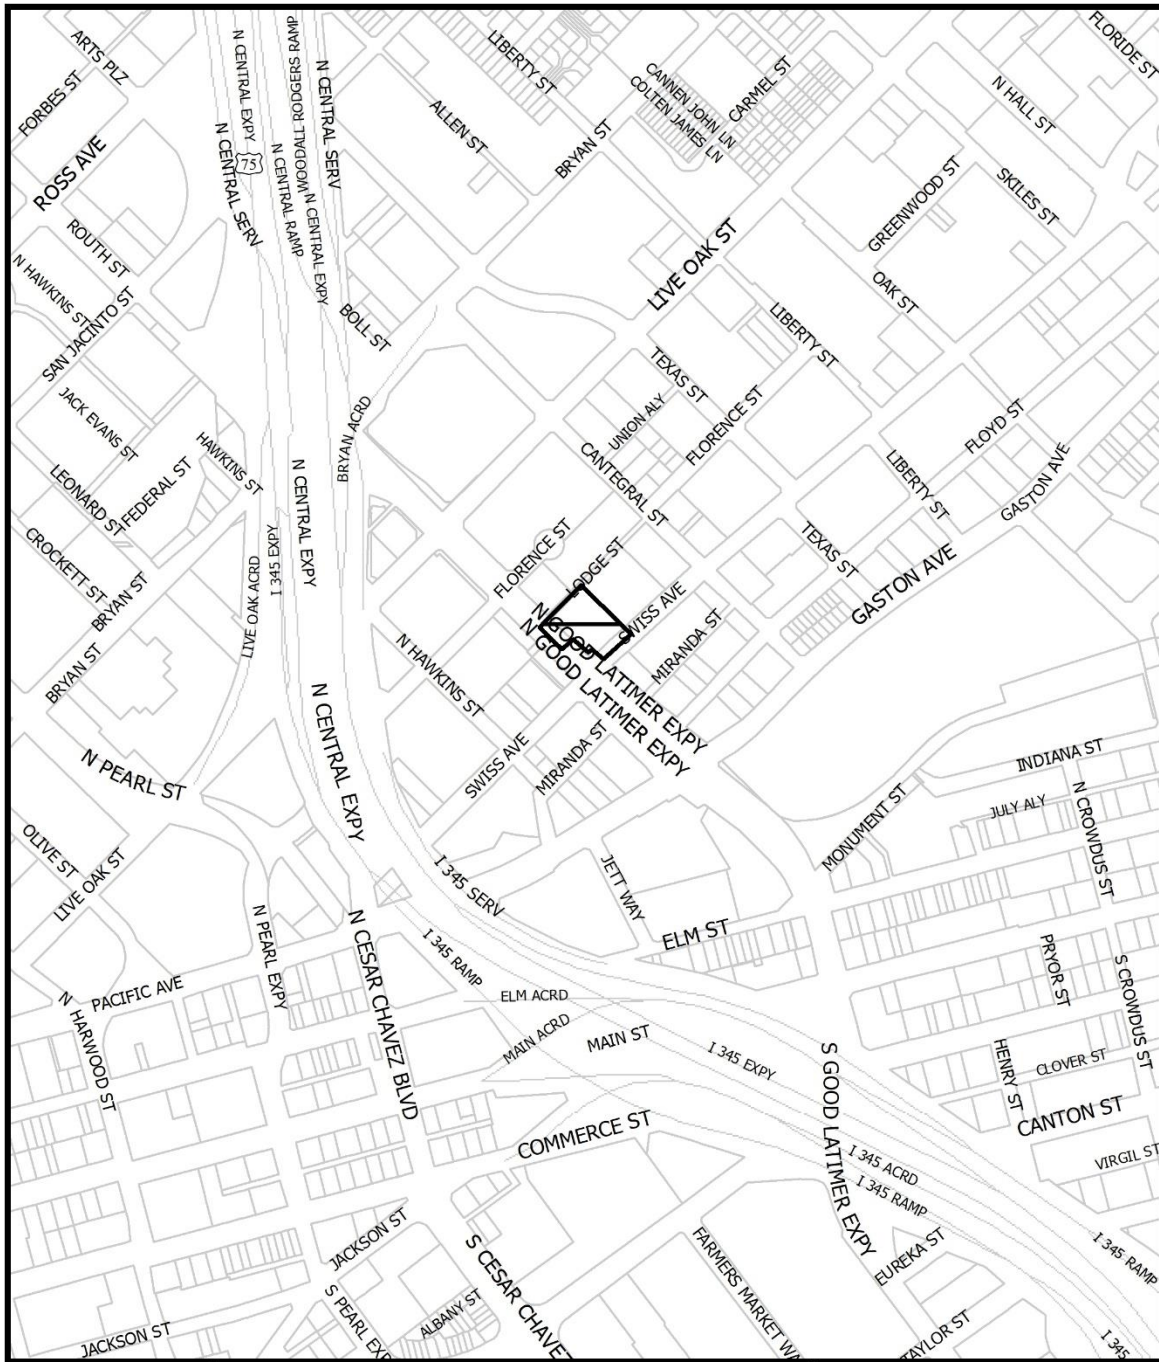 ARTS PLZ
FORBES ST
ROSS AVE
N CENTRAL EXPY
WOODALL RODGERS RAMP
N CENTRAL SERV
N CENTRAL SERV
75
N CENTRAL RAMP
N CENTRAL EXPY
LIBERTY ST
ALLEN ST
BRYAN ST
CANNEN JOHN LN
COLTEN JAMES LN
CARMEL ST
FLORIDE ST
N HALL ST
SKILES ST
GREENWOOD ST
ROUTH ST
N HAWKINS ST
SAN JACINTO ST
JACK EVANS ST
BOLL ST
LIVE OAK ST
OAK ST
LIBERTY ST
TEXAS ST
UNION ALY
FLORENCE ST
BRYAN ACRD
HAWKINS ST
LEONARD ST
FEDERAL ST
CROCKETT ST
BRYAN ST
BRYAN ST
N CENTRAL EXPY
I 345 EXPY
LIVE OAK ACRD
CANTEGRAL ST
FLOYD ST
LIBERTY ST
GASTON AVE
TEXAS ST
GASTON AVE
FLORENCE ST
LODGE ST
SWISS AVE
MIRANDA ST
N GOOD LATIMER EXPY
N GOOD LATIMER EXPY
N HAWKINS ST
SWISS AVE
MIRANDA ST
N CENTRAL EXPY
N PEARL ST
OLIVE ST
LIVE OAK ST
INDIANA ST
JULY ALY
N CROWDUS ST
MONUMENT ST
JETT WAY
I 345 SERV
ELM ST
N PEARL EXPY
N CESAR CHAVEZ BLVD
I 345 RAMP
PACIFIC AVE
N HARWOOD ST
ELM ACRD
MAIN ACRD
MAIN ST
I 345 EXPY
PRYOR ST
S CROWDUS ST
HENRY ST
CLOVER ST
CANTON ST
VIRGIL ST
COMMERCE ST
S GOOD LATIMER EXPY
I 345 ACRD
I 345 RAMP
I 345 RAMP
EUREKA ST
JACKSON ST
S CESAR CHAVEZ
FARMERS MARKET WA
S PEARL EXP
ALBANY ST
JACKSON ST
TAYLOR ST
I 345